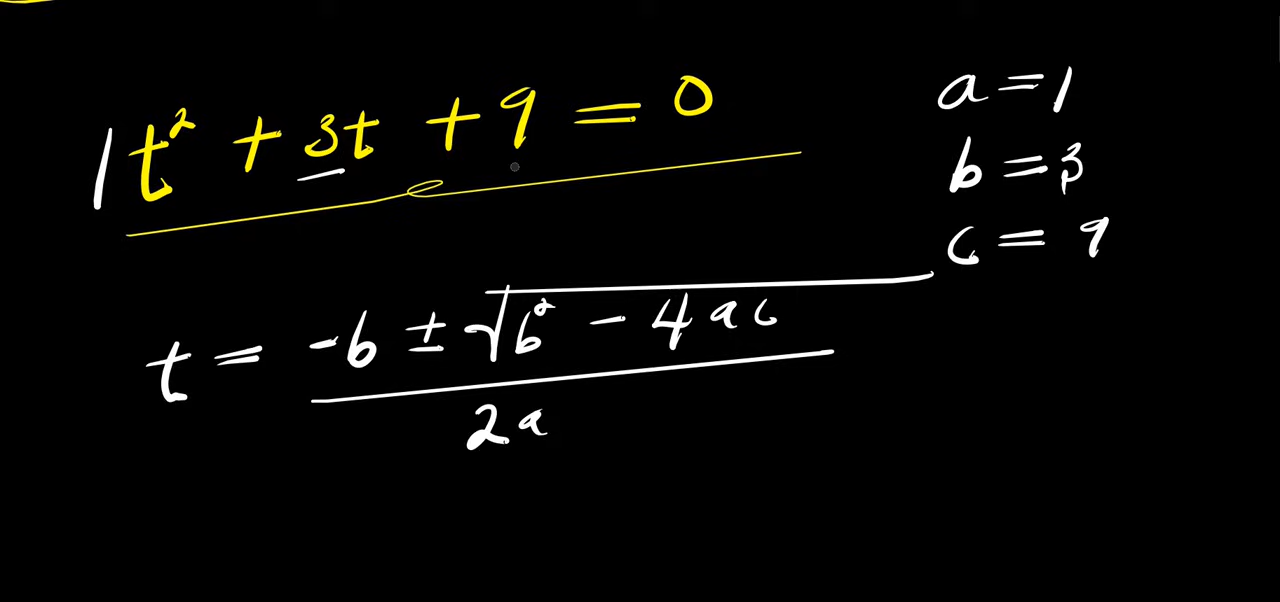 1t² + 3t + 9 = 0
a = 1
b = 3
c = 9
t = (-b ± √(b² - 4ac)) / 2a